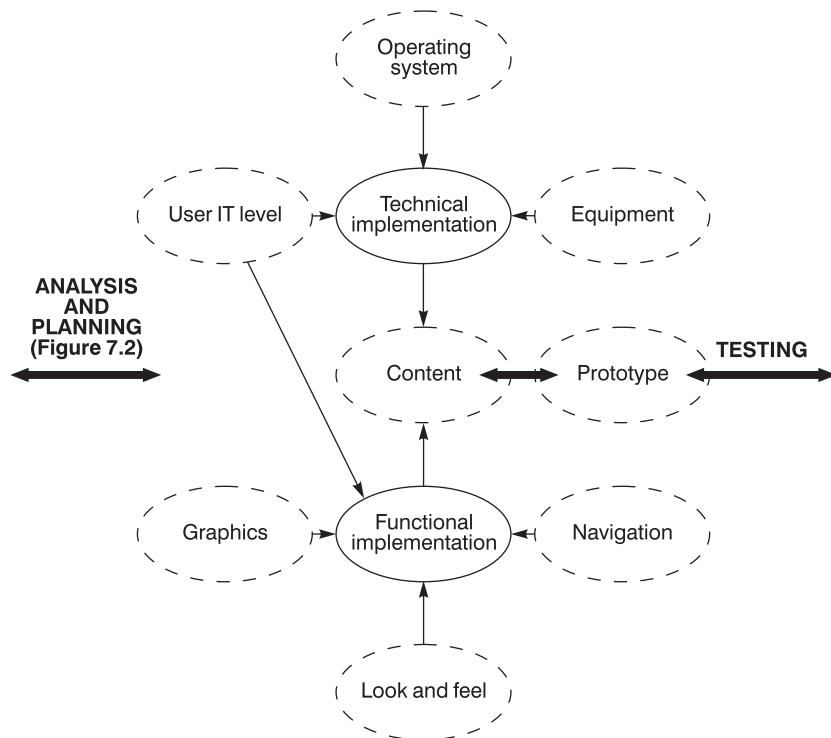 Operating
system
User IT level
Technical
implementation
Equipment
ANALYSIS
AND
PLANNING
(Figure 7.2)
Content
Prototype
TESTING
Graphics
Functional
implementation
Navigation
Look and feel